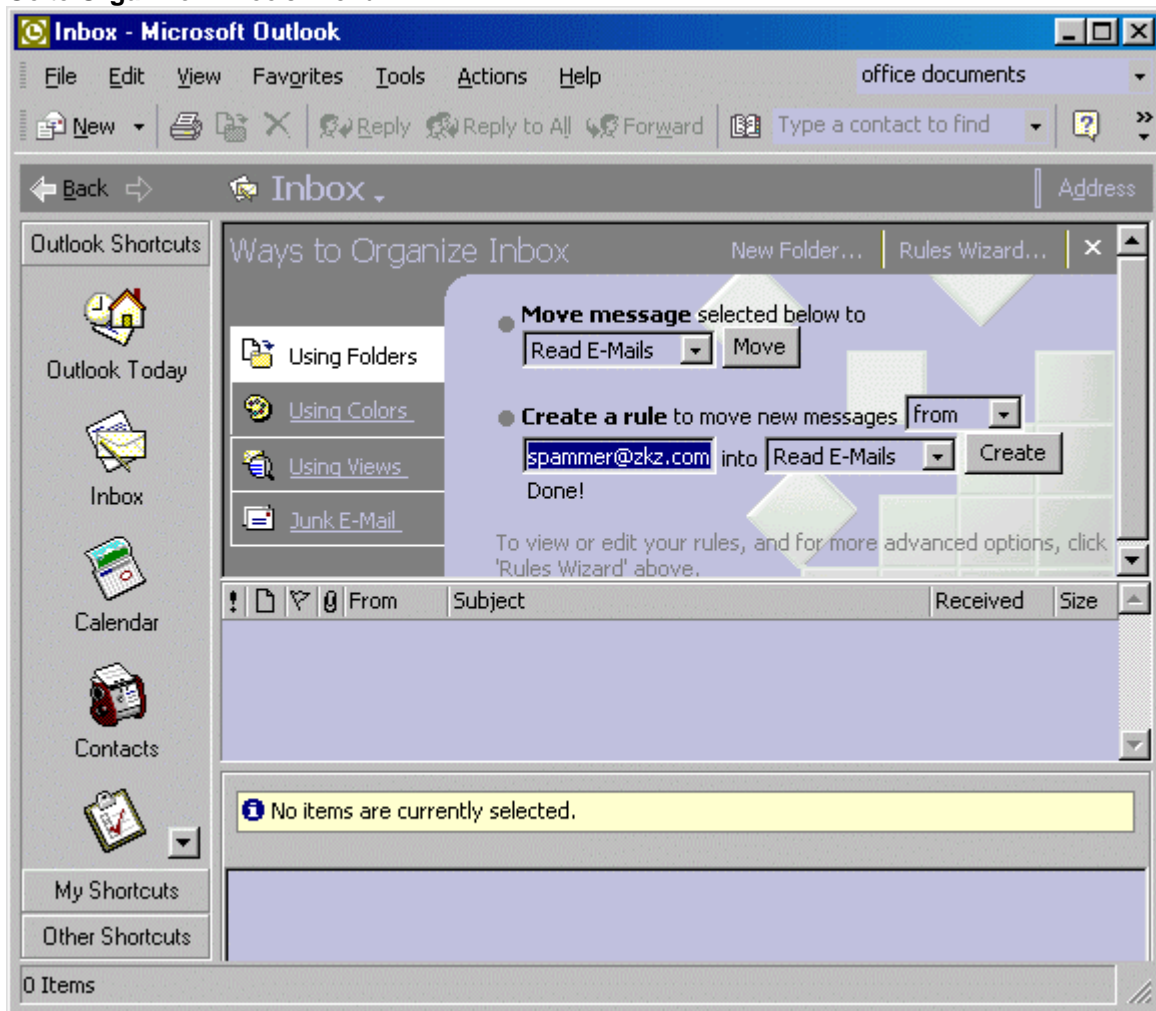 Inbox - Microsoft Outlook
File Edit View Favorites Tools Actions Help office documents
New Reply Reply to All Forward Type a contact to find
Back Inbox Address
Outlook Shortcuts
Outlook Today
Inbox
Calendar
Contacts
My Shortcuts
Other Shortcuts
Ways to Organize Inbox New Folder... Rules Wizard...
Using Folders
Using Colors
Using Views
Junk E-Mail
Move message selected below to
Read E-Mails Move
Create a rule to move new messages from
spammer@zkz.com into Read E-Mails Create
Done!
To view or edit your rules, and for more advanced options, click
'Rules Wizard' above.
From Subject Received Size
No items are currently selected.
0 Items